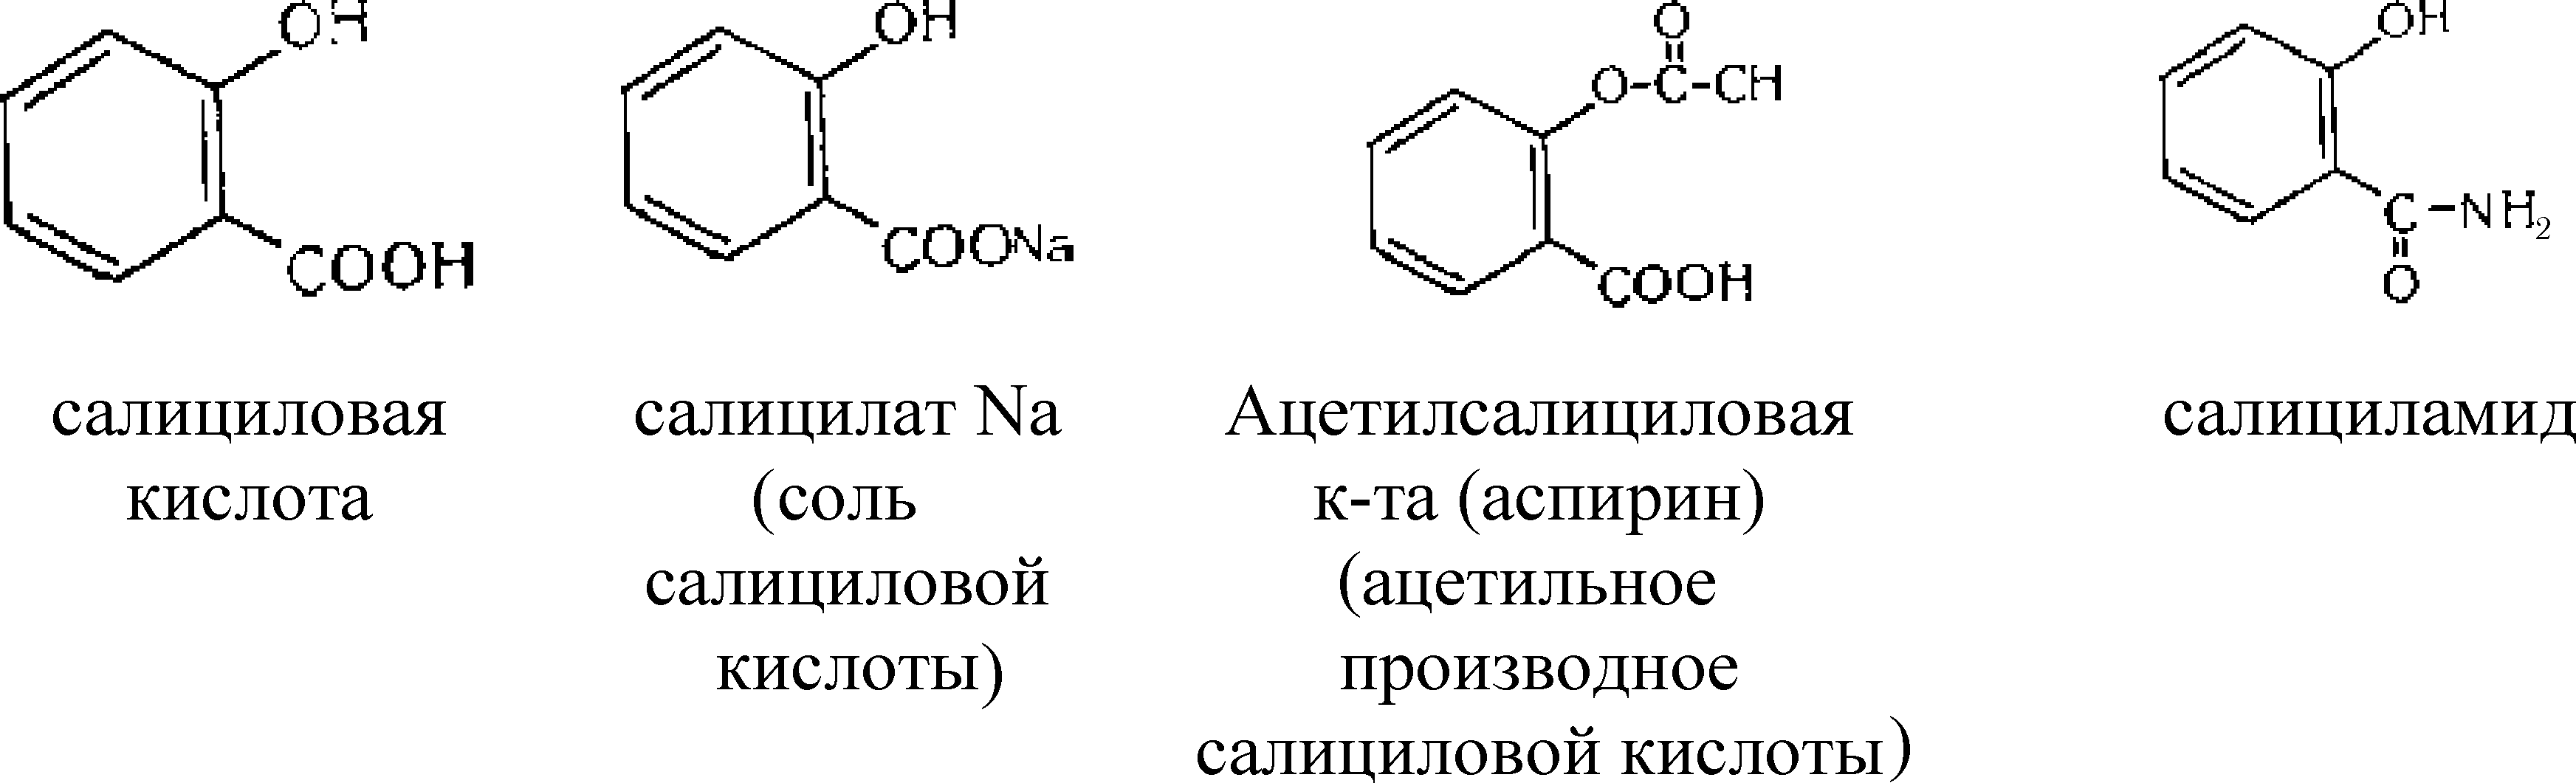 OH
COOH
OH
COONa
O
O-C-CH
COOH
OH
C-NH₂
O
салициловая
кислота
салицилат Na
(соль
салициловой
кислоты)
Ацетилсалициловая
к-та (аспирин)
(ацетильное
производное
салициловой кислоты)
салициламид